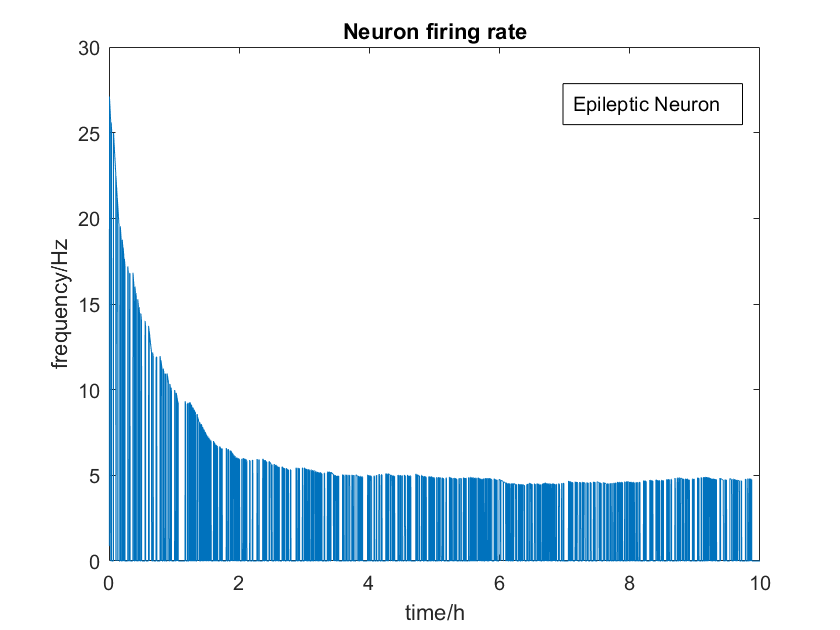 Neuron firing rate
Epileptic Neuron
frequency/Hz
30
25
20
15
10
5
0
0 2 4 6 8 10
time/h